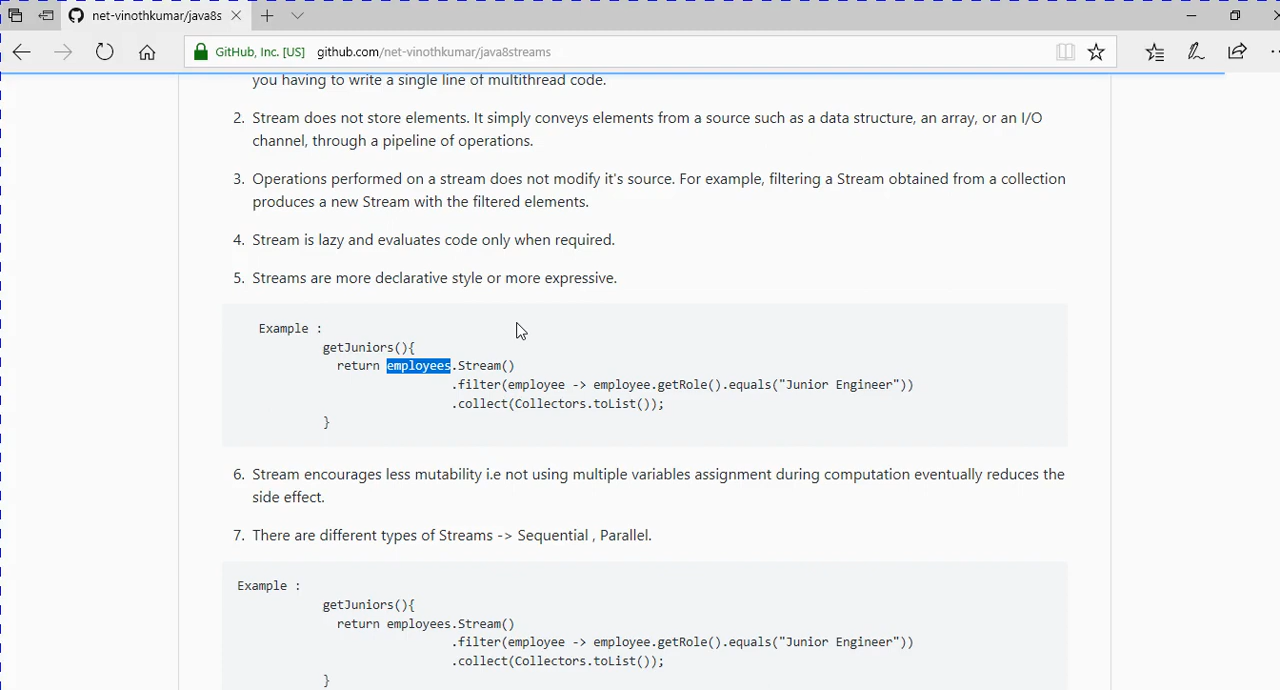 net-vinothkumar/java8s
GitHub, Inc. [US] github.com/net-vinothkumar/java8streams
you having to write a single line of multithread code.
2. Stream does not store elements. It simply conveys elements from a source such as a data structure, an array, or an I/O
channel, through a pipeline of operations.
3. Operations performed on a stream does not modify it's source. For example, filtering a Stream obtained from a collection
produces a new Stream with the filtered elements.
4. Stream is lazy and evaluates code only when required.
5. Streams are more declarative style or more expressive.
Example :
getJuniors(){
return employees.Stream()
.filter(employee -> employee.getRole().equals("Junior Engineer"))
.collect(Collectors.toList());
}
6. Stream encourages less mutability i.e not using multiple variables assignment during computation eventually reduces the
side effect.
7. There are different types of Streams -> Sequential , Parallel.
Example :
getJuniors(){
return employees.Stream()
.filter(employee -> employee.getRole().equals("Junior Engineer"))
.collect(Collectors.toList());
}